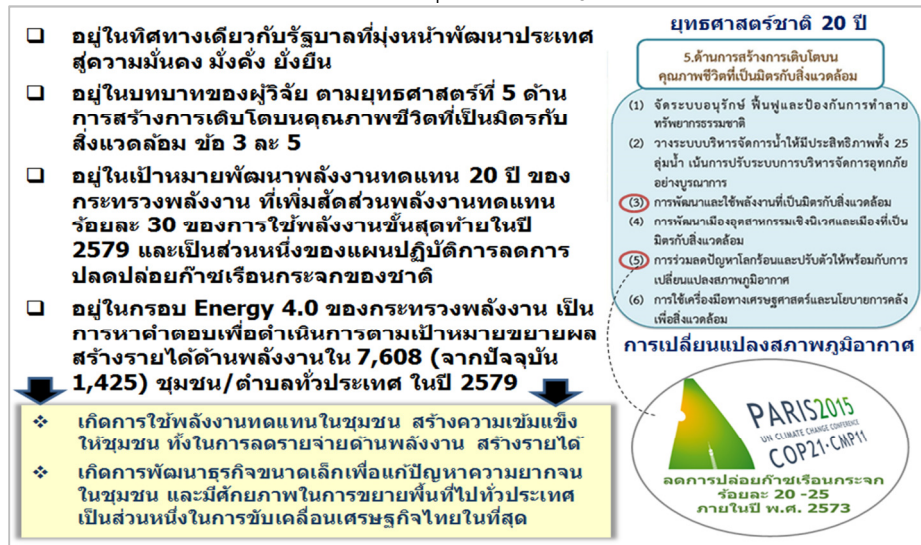 ❑ อยู่ในทิศทางเดียวกับรัฐบาลที่มุ่งหน้าพัฒนาประเทศ
สู่ความมั่นคง มั่งคั่ง ยั่งยืน
❑ อยู่ในบทบาทของผู้วิจัย ตามยุทธศาสตร์ที่ 5 ด้าน
การสร้างการเติบโตบนคุณภาพชีวิตที่เป็นมิตรกับ
สิ่งแวดล้อม ข้อ 3 ละ 5
❑ อยู่ในเป้าหมายพัฒนาพลังงานทดแทน 20 ปี ของ
กระทรวงพลังงาน ที่เพิ่มสัดส่วนพลังงานทดแทน
ร้อยละ 30 ของการใช้พลังงานขั้นสุดท้ายในปี
2579 และเป็นส่วนหนึ่งของแผนปฏิบัติการลดการ
ปลดปล่อยก๊าซเรือนกระจกของชาติ
❑ อยู่ในกรอบ Energy 4.0 ของกระทรวงพลังงาน เป็น
การหาคำตอบเพื่อดำเนินการตามเป้าหมายขยายผล
สร้างรายได้ด้านพลังงานใน 7,608 (จากปัจจุบัน
1,425) ชุมชน/ตำบลทั่วประเทศ ในปี 2579
❖ เกิดการใช้พลังงานทดแทนในชุมชน สร้างความเข้มแข็ง
ให้ชุมชน ทั้งในการลดรายจ่ายด้านพลังงาน สร้างรายได้
❖ เกิดการพัฒนาธุรกิจขนาดเล็กเพื่อแก้ปัญหาความยากจน
ในชุมชน และมีศักยภาพในการขยายพื้นที่ไปทั่วประเทศ
เป็นส่วนหนึ่งในการขับเคลื่อนเศรษฐกิจไทยในที่สุด
ยุทธศาสตร์ชาติ 20 ปี
5.ด้านการสร้างการเติบโตบน
คุณภาพชีวิตที่เป็นมิตรกับสิ่งแวดล้อม
(1) จัดระบบอนุรักษ์ ฟื้นฟูและป้องกันการทำลาย
ทรัพยากรธรรมชาติ
(2) วางระบบบริหารจัดการน้ำให้มีประสิทธิภาพทั้ง 25
ลุ่มน้ำ เน้นการปรับระบบการบริหารจัดการอุทกภัย
อย่างบูรณาการ
(3) การพัฒนาและใช้พลังงานที่เป็นมิตรกับสิ่งแวดล้อม
(4) การพัฒนาเมืองอุตสาหกรรมเชิงนิเวศและเมืองที่เป็น
มิตรกับสิ่งแวดล้อม
(5) การร่วมลดปัญหาโลกร้อนและปรับตัวให้พร้อมกับการ
เปลี่ยนแปลงสภาพภูมิอากาศ
(6) การใช้เครื่องมือทางเศรษฐศาสตร์และนโยบายการคลัง
เพื่อสิ่งแวดล้อม
การเปลี่ยนแปลงสภาพภูมิอากาศ
PARIS2015
UN CLIMATE CHANGE CONFERENCE
COP21·CMP11
ลดการปล่อยก๊าซเรือนกระจก
ร้อยละ 20 -25
ภายในปี พ.ศ. 2573